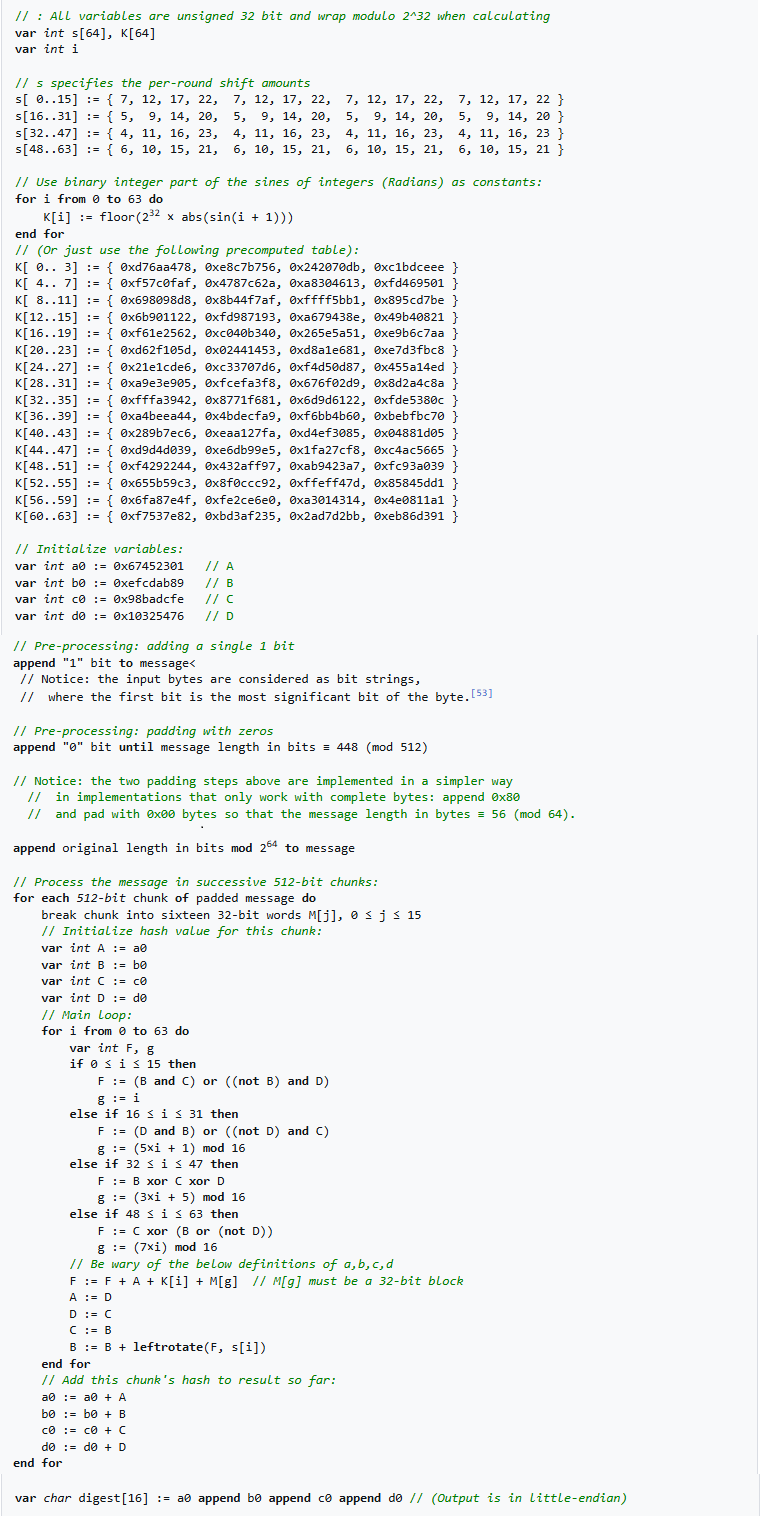 // : All variables are unsigned 32 bit and wrap modulo 2^32 when calculating
var int s[64], K[64]
var int i
// s specifies the per-round shift amounts
s[ 0..15] := { 7, 12, 17, 22,  7, 12, 17, 22,  7, 12, 17, 22,  7, 12, 17, 22 }
s[16..31] := { 5,  9, 14, 20,  5,  9, 14, 20,  5,  9, 14, 20,  5,  9, 14, 20 }
s[32..47] := { 4, 11, 16, 23,  4, 11, 16, 23,  4, 11, 16, 23,  4, 11, 16, 23 }
s[48..63] := { 6, 10, 15, 21,  6, 10, 15, 21,  6, 10, 15, 21,  6, 10, 15, 21 }
// Use binary integer part of the sines of integers (Radians) as constants:
for i from 0 to 63 do
    K[i] := floor(2³² × abs(sin(i + 1)))
end for
// (Or just use the following precomputed table):
K[ 0.. 3] := { 0xd76aa478, 0xe8c7b756, 0x242070db, 0xc1bdceee }
K[ 4.. 7] := { 0xf57c0faf, 0x4787c62a, 0xa8304613, 0xfd469501 }
K[ 8..11] := { 0x698098d8, 0x8b44f7af, 0xffff5bb1, 0x895cd7be }
K[12..15] := { 0x6b901122, 0xfd987193, 0xa679438e, 0x49b40821 }
K[16..19] := { 0xf61e2562, 0xc040b340, 0x265e5a51, 0xe9b6c7aa }
K[20..23] := { 0xd62f105d, 0x02441453, 0xd8a1e681, 0xe7d3fbc8 }
K[24..27] := { 0x21e1cde6, 0xc33707d6, 0xf4d50d87, 0x455a14ed }
K[28..31] := { 0xa9e3e905, 0xfcefa3f8, 0x676f02d9, 0x8d2a4c8a }
K[32..35] := { 0xfffa3942, 0x8771f681, 0x6d9d6122, 0xfde5380c }
K[36..39] := { 0xa4beea44, 0x4bdecfa9, 0xf6bb4b60, 0xbebfbc70 }
K[40..43] := { 0x289b7ec6, 0xeaa127fa, 0xd4ef3085, 0x04881d05 }
K[44..47] := { 0xd9d4d039, 0xe6db99e5, 0x1fa27cf8, 0xc4ac5665 }
K[48..51] := { 0xf4292244, 0x432aff97, 0xab9423a7, 0xfc93a039 }
K[52..55] := { 0x655b59c3, 0x8f0ccc92, 0xffeff47d, 0x85845dd1 }
K[56..59] := { 0x6fa87e4f, 0xfe2ce6e0, 0xa3014314, 0x4e0811a1 }
K[60..63] := { 0xf7537e82, 0xbd3af235, 0x2ad7d2bb, 0xeb86d391 }
// Initialize variables:
var int a0 := 0x67452301   // A
var int b0 := 0xefcdab89   // B
var int c0 := 0x98badcfe   // C
var int d0 := 0x10325476   // D
// Pre-processing: adding a single 1 bit
append "1" bit to message<
 // Notice: the input bytes are considered as bit strings,
 //  where the first bit is the most significant bit of the byte.[53]
// Pre-processing: padding with zeros
append "0" bit until message length in bits ≡ 448 (mod 512)
// Notice: the two padding steps above are implemented in a simpler way
  //  in implementations that only work with complete bytes: append 0x80
  //  and pad with 0x00 bytes so that the message length in bytes ≡ 56 (mod 64).
append original length in bits mod 2⁶⁴ to message
// Process the message in successive 512-bit chunks:
for each 512-bit chunk of padded message do
    break chunk into sixteen 32-bit words M[j], 0 ≤ j ≤ 15
    // Initialize hash value for this chunk:
    var int A := a0
    var int B := b0
    var int C := c0
    var int D := d0
    // Main loop:
    for i from 0 to 63 do
        var int F, g
        if 0 ≤ i ≤ 15 then
            F := (B and C) or ((not B) and D)
            g := i
        else if 16 ≤ i ≤ 31 then
            F := (D and B) or ((not D) and C)
            g := (5×i + 1) mod 16
        else if 32 ≤ i ≤ 47 then
            F := B xor C xor D
            g := (3×i + 5) mod 16
        else if 48 ≤ i ≤ 63 then
            F := C xor (B or (not D))
            g := (7×i) mod 16
        // Be wary of the below definitions of a,b,c,d
        F := F + A + K[i] + M[g]  // M[g] must be a 32-bit block
        A := D
        D := C
        C := B
        B := B + leftrotate(F, s[i])
    end for
    // Add this chunk's hash to result so far:
    a0 := a0 + A
    b0 := b0 + B
    c0 := c0 + C
    d0 := d0 + D
end for
var char digest[16] := a0 append b0 append c0 append d0 // (Output is in little-endian)